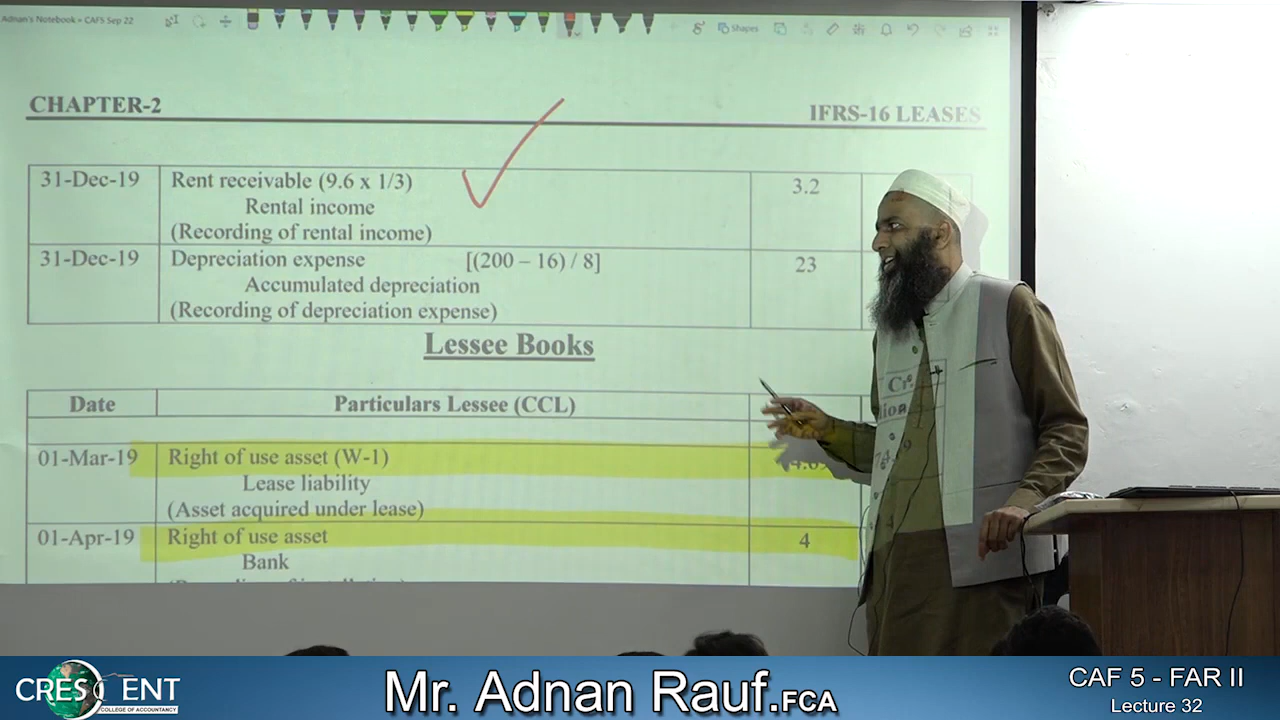 Adnan's Notebook » CAF5 Sep 22
Shapes
CHAPTER-2 IFRS-16 LEASES
31-Dec-19 Rent receivable (9.6 x 1/3) 3.2
Rental income
(Recording of rental income)
31-Dec-19 Depreciation expense [(200 – 16) / 8] 23
Accumulated depreciation
(Recording of depreciation expense)
Lessee Books
Date Particulars Lessee (CCL) Cr.
01-Mar-19 Right of use asset (W-1)
Lease liability
(Asset acquired under lease)
01-Apr-19 Right of use asset 4
Bank
CRESCENT
COLLEGE OF ACCOUNTANCY
Mr. Adnan Rauf.FCA
CAF 5 - FAR II
Lecture 32